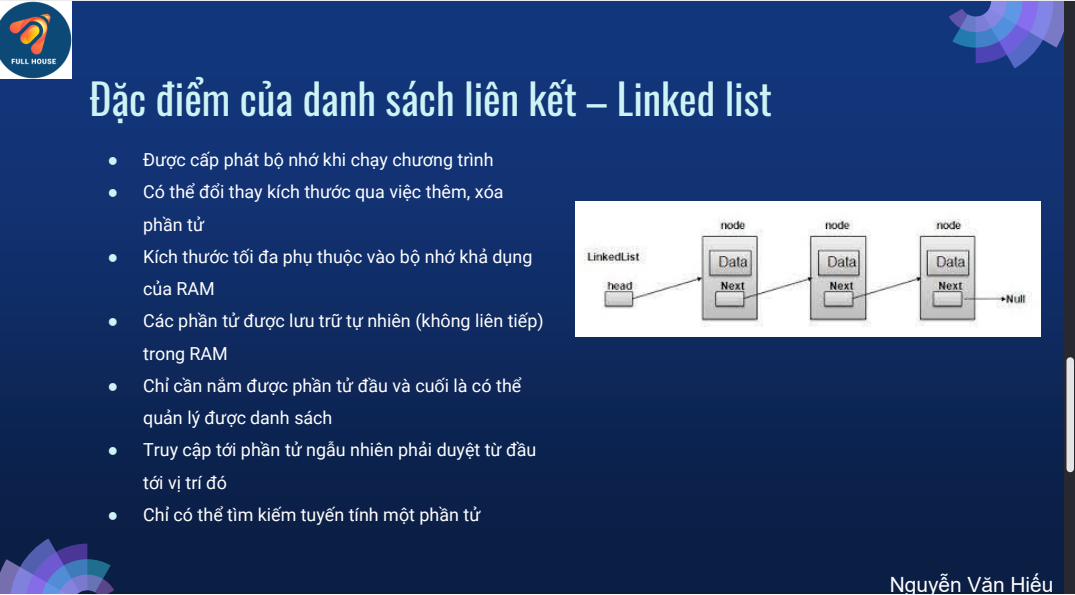 FULL HOUSE
Đặc điểm của danh sách liên kết – Linked list
● Được cấp phát bộ nhớ khi chạy chương trình
● Có thể đổi thay kích thước qua việc thêm, xóa
phần tử
● Kích thước tối đa phụ thuộc vào bộ nhớ khả dụng
của RAM
● Các phần tử được lưu trữ tự nhiên (không liên tiếp)
trong RAM
● Chỉ cần nắm được phần tử đầu và cuối là có thể
quản lý được danh sách
● Truy cập tới phần tử ngẫu nhiên phải duyệt từ đầu
tới vị trí đó
● Chỉ có thể tìm kiếm tuyến tính một phần tử
node node node
LinkedList Data Data Data
head Next Next Next
Null
Nguyễn Văn Hiếu